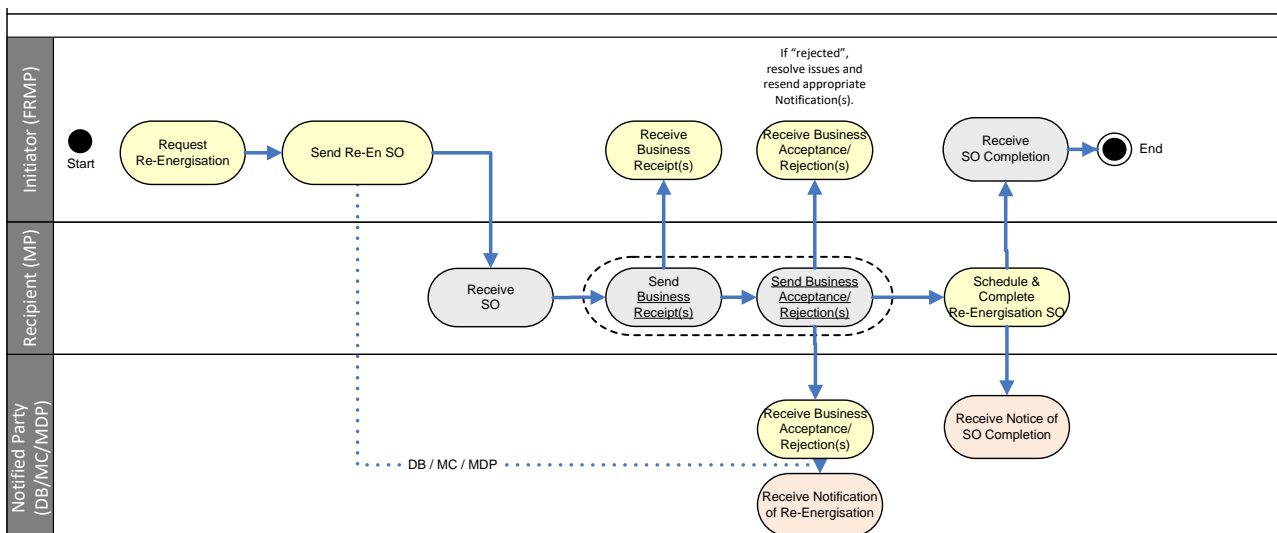 Initiator (FRMP)
Start
Request
Re-Energisation
Send Re-En SO
Receive
Business
Receipt(s)
If “rejected”,
resolve issues and
resend appropriate
Notification(s).
Receive Business
Acceptance/
Rejection(s)
Receive
SO Completion
End
Recipient (MP)
Receive
SO
Send
Business
Receipt(s)
Send Business
Acceptance/
Rejection(s)
Schedule &
Complete
Re-Energisation SO
Notified Party
(DB/MC/MDP)
DB / MC / MDP
Receive Business
Acceptance/
Rejection(s)
Receive Notification
of Re-Energisation
Receive Notice of
SO Completion